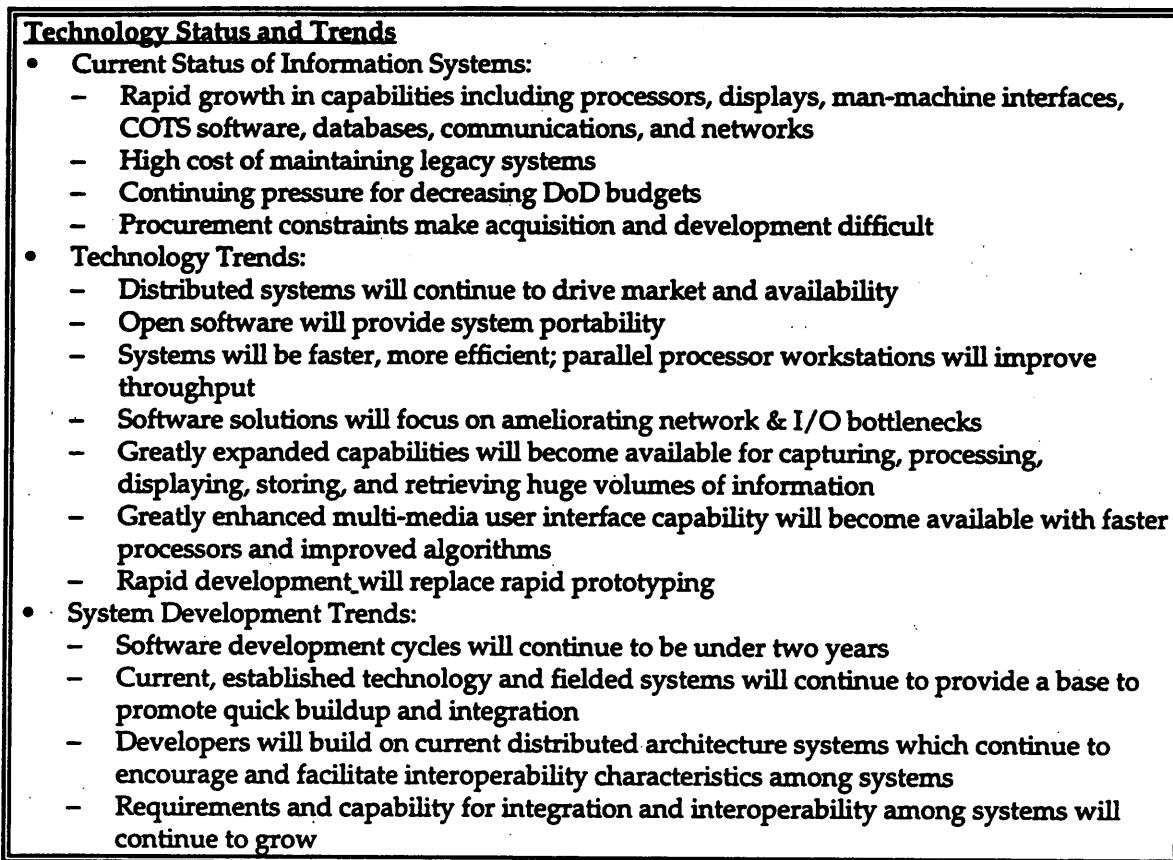 Technology Status and Trends
• Current Status of Information Systems:
– Rapid growth in capabilities including processors, displays, man-machine interfaces,
COTS software, databases, communications, and networks
– High cost of maintaining legacy systems
– Continuing pressure for decreasing DoD budgets
– Procurement constraints make acquisition and development difficult
• Technology Trends:
– Distributed systems will continue to drive market and availability
– Open software will provide system portability
– Systems will be faster, more efficient; parallel processor workstations will improve
throughput
– Software solutions will focus on ameliorating network & I/O bottlenecks
– Greatly expanded capabilities will become available for capturing, processing,
displaying, storing, and retrieving huge volumes of information
– Greatly enhanced multi-media user interface capability will become available with faster
processors and improved algorithms
– Rapid development will replace rapid prototyping
• System Development Trends:
– Software development cycles will continue to be under two years
– Current, established technology and fielded systems will continue to provide a base to
promote quick buildup and integration
– Developers will build on current distributed architecture systems which continue to
encourage and facilitate interoperability characteristics among systems
– Requirements and capability for integration and interoperability among systems will
continue to grow